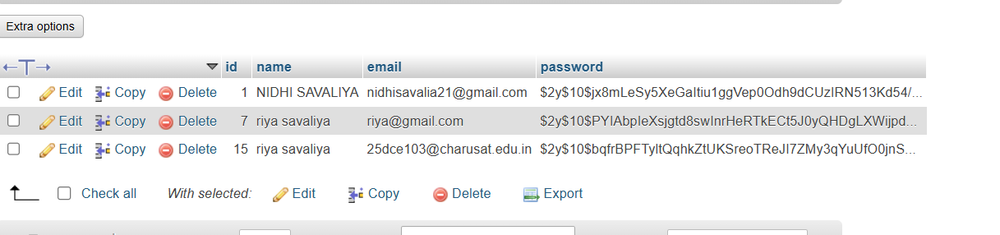 Extra options
id name email password
Edit Copy Delete 1 NIDHI SAVALIYA nidhisavalia21@gmail.com $2y$10$jx8mLeSy5XeGaltiu1ggVep0Odh9dCUzlRN513Kd54/...
Edit Copy Delete 7 riya savaliya riya@gmail.com $2y$10$PYIAbpIeXsjgtd8swlnrHeRTkECt5J0yQHDgLXWijpd...
Edit Copy Delete 15 riya savaliya 25dce103@charusat.edu.in $2y$10$bqfrBPFTyltQqhkZtUKSreoTReJl7ZMy3qYuUfO0jnS...
Check all With selected: Edit Copy Delete Export